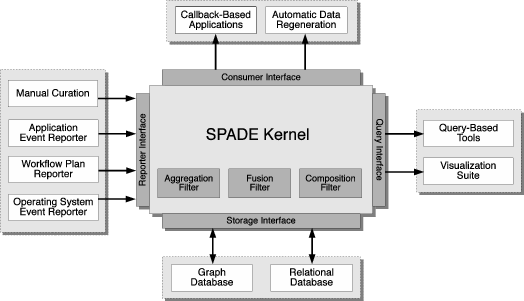 Callback-Based
Applications
Automatic Data
Regeneration
Consumer Interface
Manual Curation
Application
Event Reporter
Workflow Plan
Reporter
Operating System
Event Reporter
Reporter Interface
SPADE Kernel
Aggregation
Filter
Fusion
Filter
Composition
Filter
Query Interface
Query-Based
Tools
Visualization
Suite
Storage Interface
Graph
Database
Relational
Database